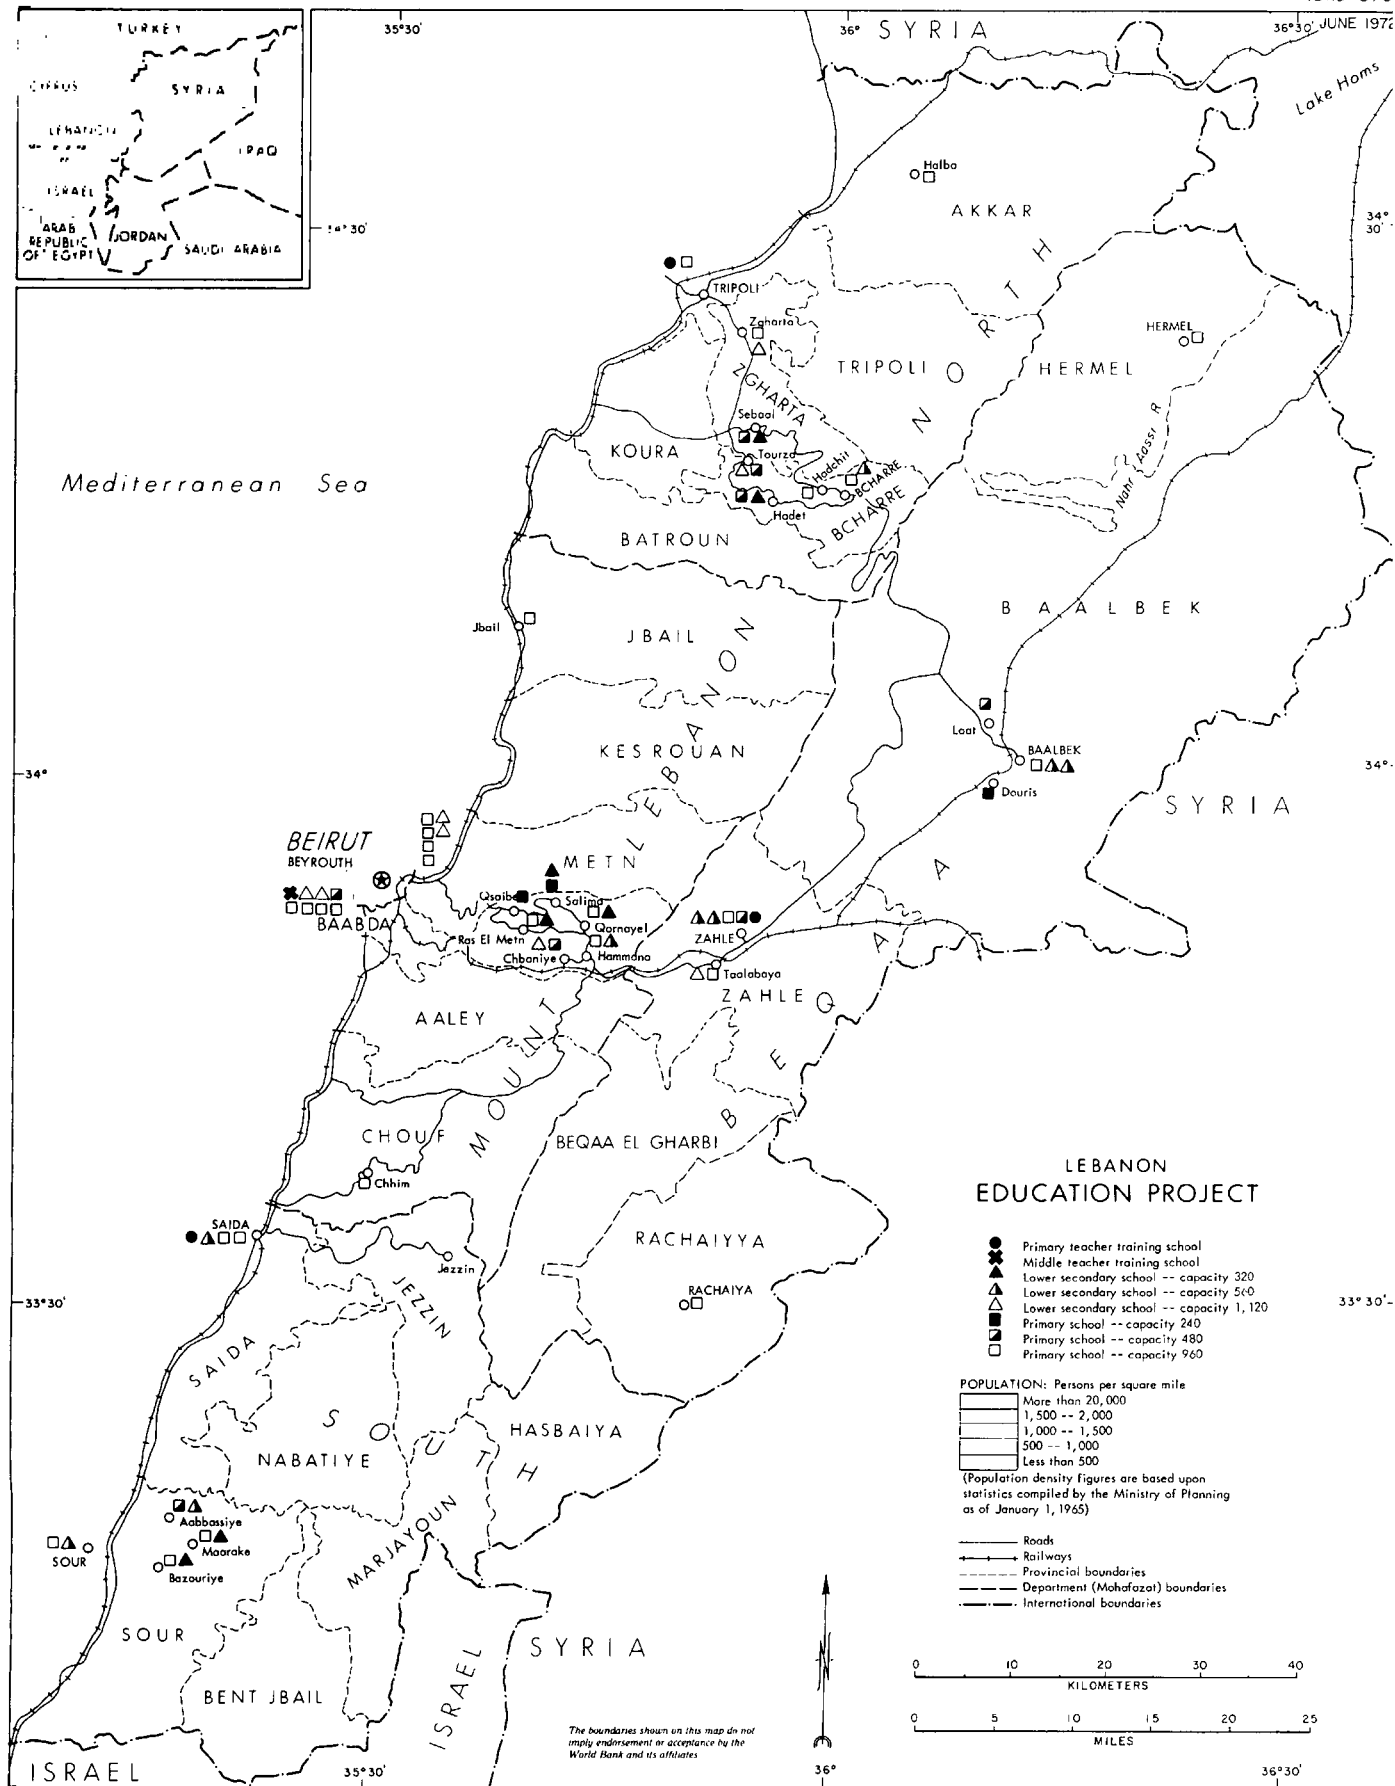 JUNE 1972
35°30'
36°
36°30'
SYRIA
Lake Homs
TURKEY
CYPRUS
SYRIA
LEBANON
IRAQ
ISRAEL
ARAB
REPUBLIC
OF EGYPT
JORDAN
SAUDI ARABIA
34°30'
34°
30'
Halba
AKKAR
NORTH
TRIPOLI
Zgharta
HERMEL
TRIPOLI
HERMEL
ZGHARTA
Sebaal
KOURA
Tourza
Hadchit
BCHARRE
Hadet
BCHARRE
Nahr Aassi R
Mediterranean Sea
BATROUN
BAALBEK
Jbail
JBAIL
MOUNT LEBANON
KESROUAN
Laat
BAALBEK
Douris
34°
34°
SYRIA
BEIRUT
BEYROUTH
METN
BAABDA
Qsaibe
Salima
Qornayel
Ras El Metn
Chbaniye
Hammana
ZAHLE
Taalabaya
ZAHLE
BEQAA
AALEY
CHOUF
Chhim
BEQAA EL GHARBI
SAIDA
Jezzin
JEZZIN
RACHAIYYA
RACHAIYA
33°30'
33°30'
SAIDA
SOUTH
NABATIYE
HASBAIYA
Aabbassiye
Maarake
SOUR
Bazouriye
MARJAYOUN
SOUR
BENT JBAIL
ISRAEL
SYRIA
ISRAEL
LEBANON
EDUCATION PROJECT
Primary teacher training school
Middle teacher training school
Lower secondary school -- capacity 320
Lower secondary school -- capacity 560
Lower secondary school -- capacity 1,120
Primary school -- capacity 240
Primary school -- capacity 480
Primary school -- capacity 960
POPULATION: Persons per square mile
More than 20,000
1,500 -- 2,000
1,000 -- 1,500
500 -- 1,000
Less than 500
(Population density figures are based upon
statistics compiled by the Ministry of Planning
as of January 1, 1965)
Roads
Railways
Provincial boundaries
Department (Mohafazat) boundaries
International boundaries
0 10 20 30 40
KILOMETERS
0 5 10 15 20 25
MILES
The boundaries shown on this map do not
imply endorsement or acceptance by the
World Bank and its affiliates
35°30'
36°
36°30'